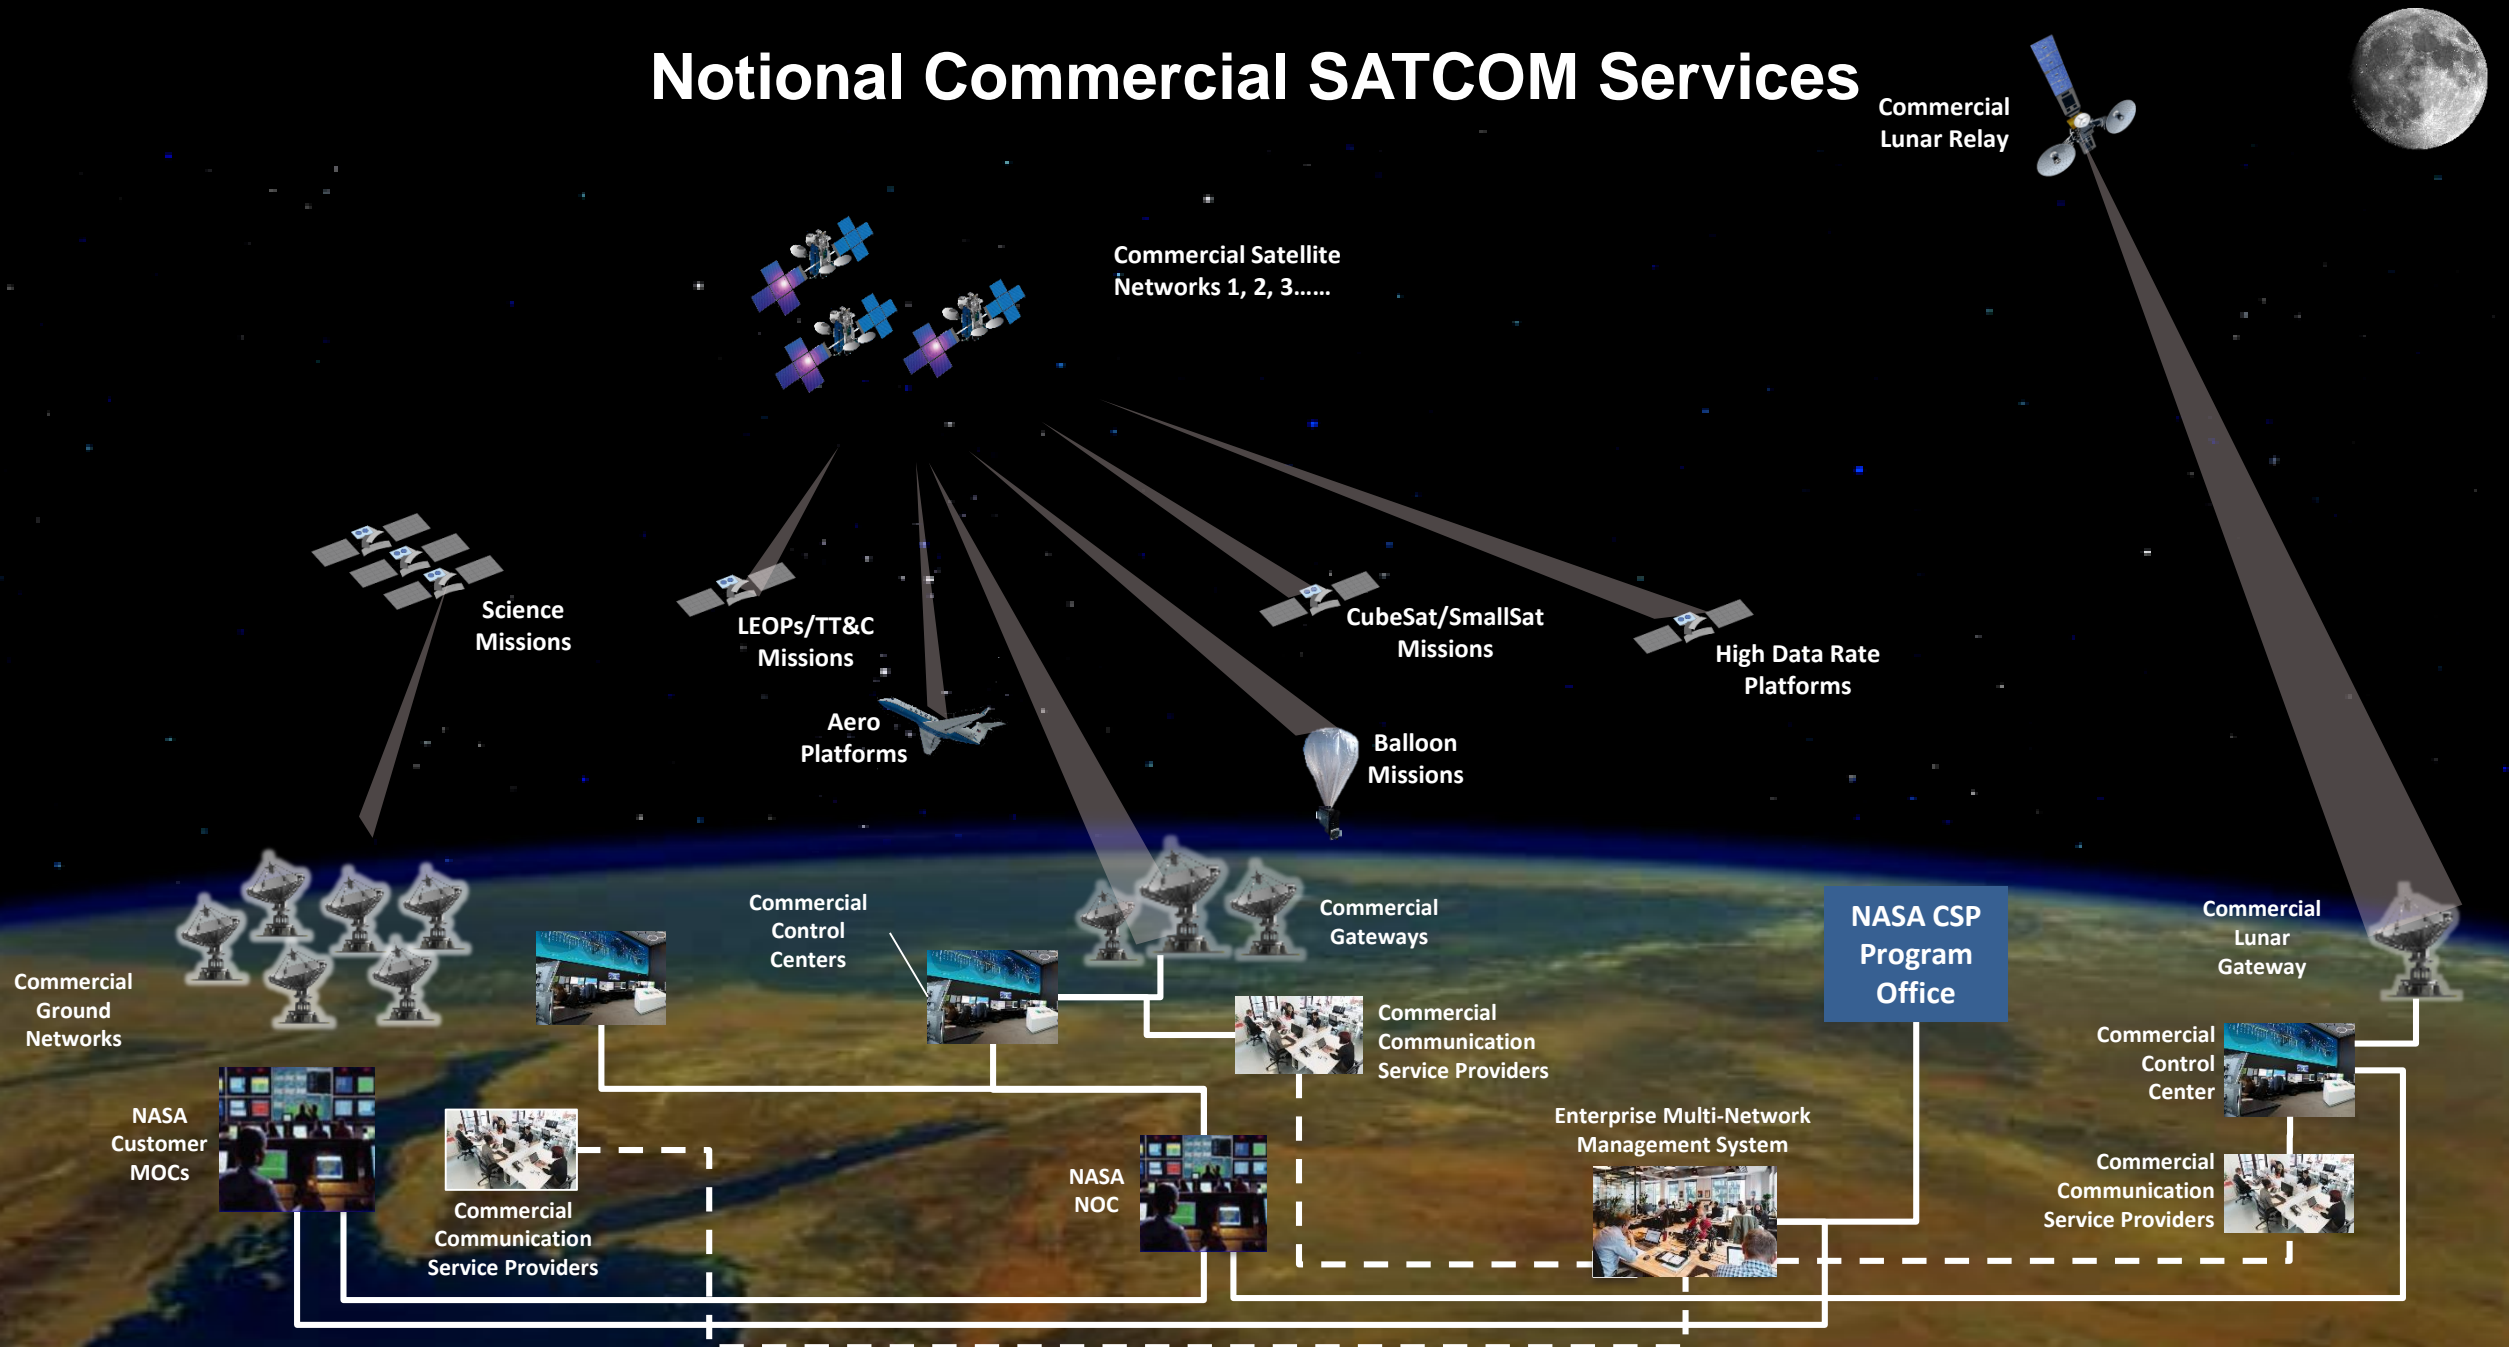 Notional Commercial SATCOM Services
Commercial
Lunar Relay
Commercial Satellite
Networks 1, 2, 3......
Science
Missions
LEOPs/TT&C
Missions
CubeSat/SmallSat
Missions
High Data Rate
Platforms
Aero
Platforms
Balloon
Missions
Commercial
Control
Centers
Commercial
Gateways
NASA CSP
Program
Office
Commercial
Lunar
Gateway
Commercial
Ground
Networks
Commercial
Communication
Service Providers
Commercial
Control
Center
NASA
Customer
MOCs
Enterprise Multi-Network
Management System
NASA
NOC
Commercial
Communication
Service Providers
Commercial
Communication
Service Providers